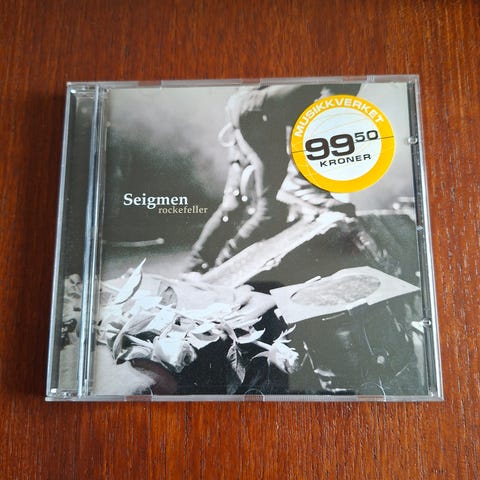 Seigmen
rockefeller
MUSIKKVERKET
99 50
KRONER